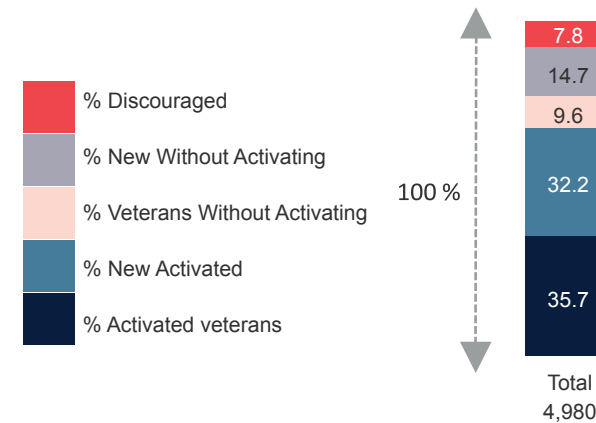 % Discouraged
% New Without Activating
% Veterans Without Activating
% New Activated
% Activated veterans
100 %
7.8
14.7
9.6
32.2
35.7
Total
4,980